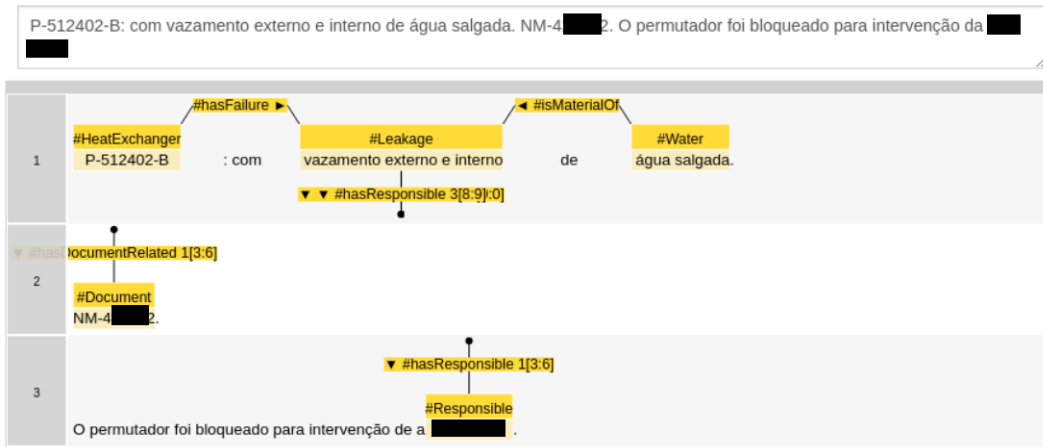 P-512402-B: com vazamento externo e interno de água salgada. NM-4 2. O permutador foi bloqueado para intervenção da
#hasFailure ► ◄ #isMaterialOf
#HeatExchanger #Leakage #Water
1 P-512402-B : com vazamento externo e interno de água salgada.
▼ ▼ #hasResponsible 3[8:9] :0]
▼ #hasDocumentRelated 1[3:6]
2
#Document
NM-4 2.
▼ #hasResponsible 1[3:6]
3
#Responsible
O permutador foi bloqueado para intervenção de a .